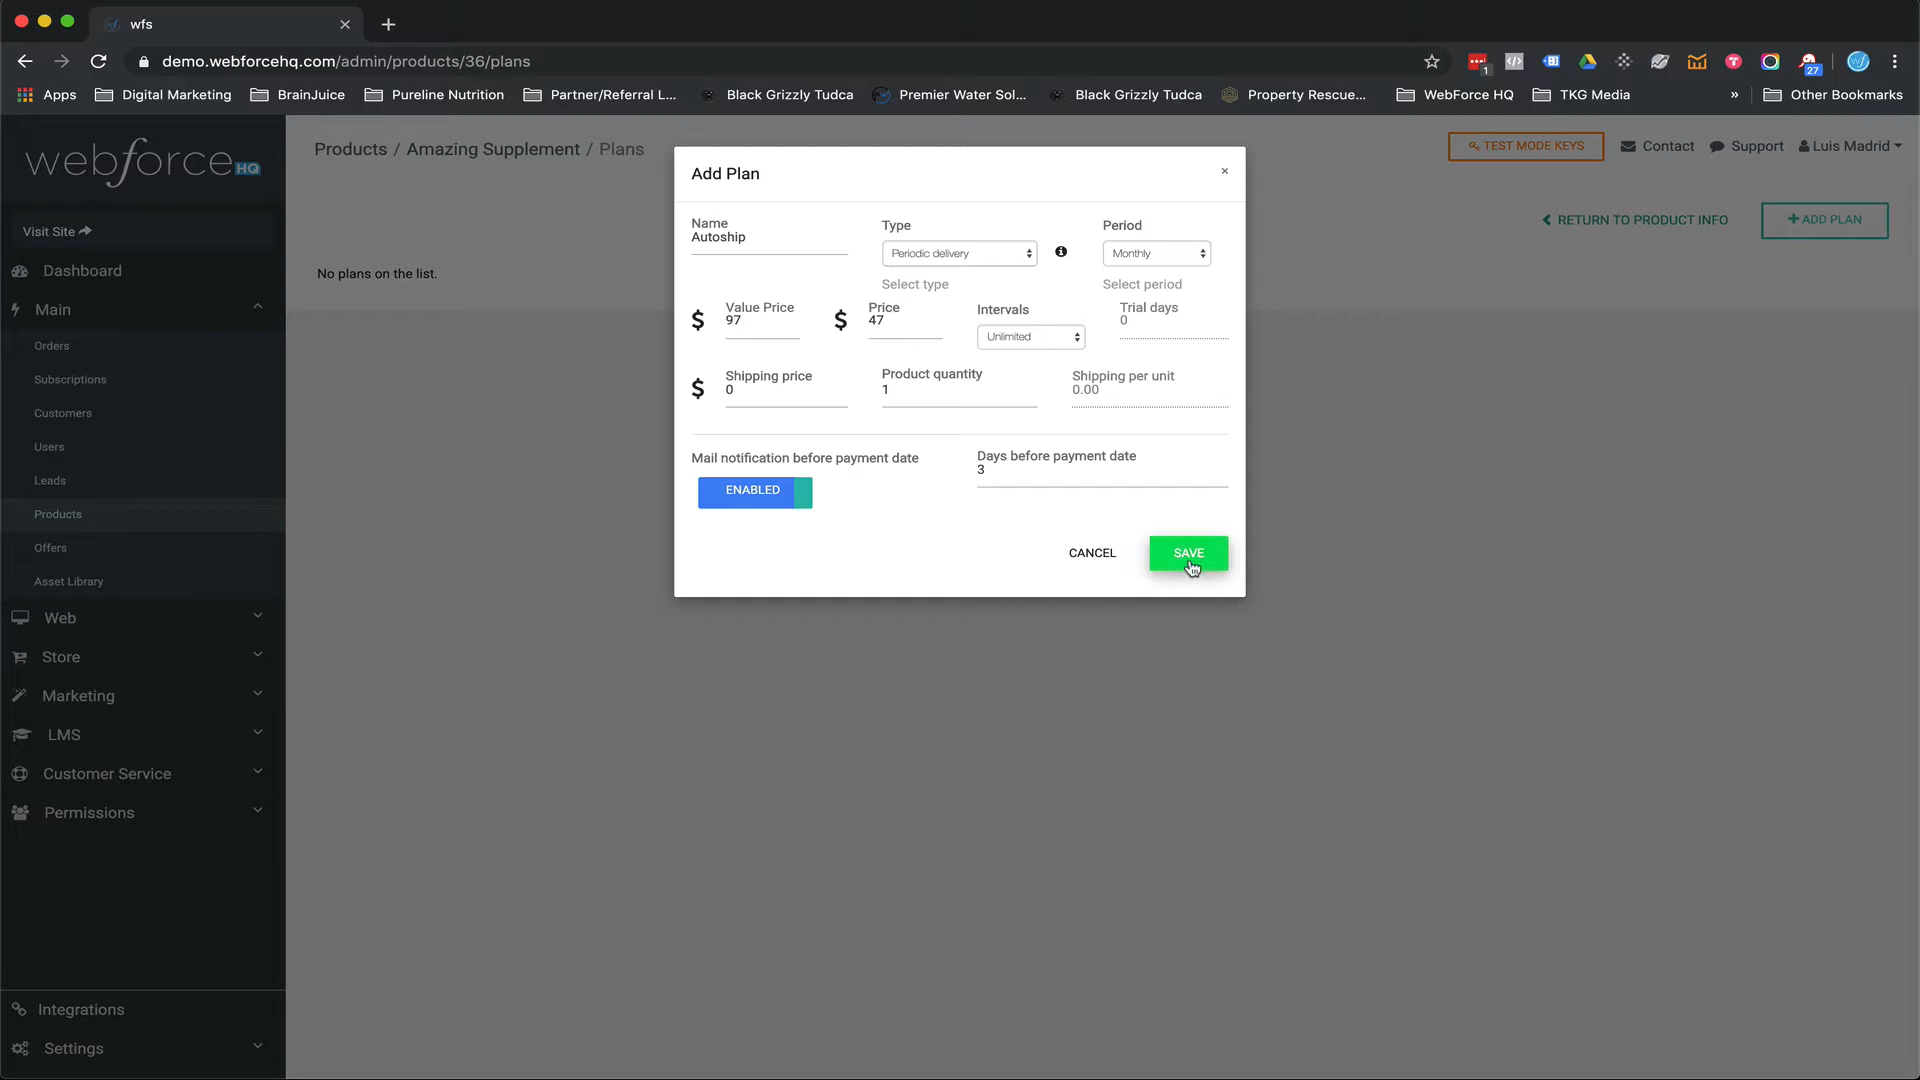 wfs
demo.webforcehq.com/admin/products/36/plans
1
27
Apps
Digital Marketing
BrainJuice
Pureline Nutrition
Partner/Referral L...
Black Grizzly Tudca
Premier Water Sol...
Black Grizzly Tudca
Property Rescue...
WebForce HQ
TKG Media
»
Other Bookmarks
webforce HQ
Products / Amazing Supplement / Plans
TEST MODE KEYS
Contact
Support
Luis Madrid
Visit Site
RETURN TO PRODUCT INFO
+ ADD PLAN
No plans on the list.
Dashboard
Main
Orders
Subscriptions
Customers
Users
Leads
Products
Offers
Asset Library
Web
Store
Marketing
LMS
Customer Service
Permissions
Integrations
Settings
Add Plan
×
Name
Autoship
Type
Periodic delivery
Select type
Period
Monthly
Select period
$
Value Price
97
$
Price
47
Intervals
Unlimited
Trial days
0
$
Shipping price
0
Product quantity
1
Shipping per unit
0.00
Mail notification before payment date
ENABLED
Days before payment date
3
CANCEL
SAVE